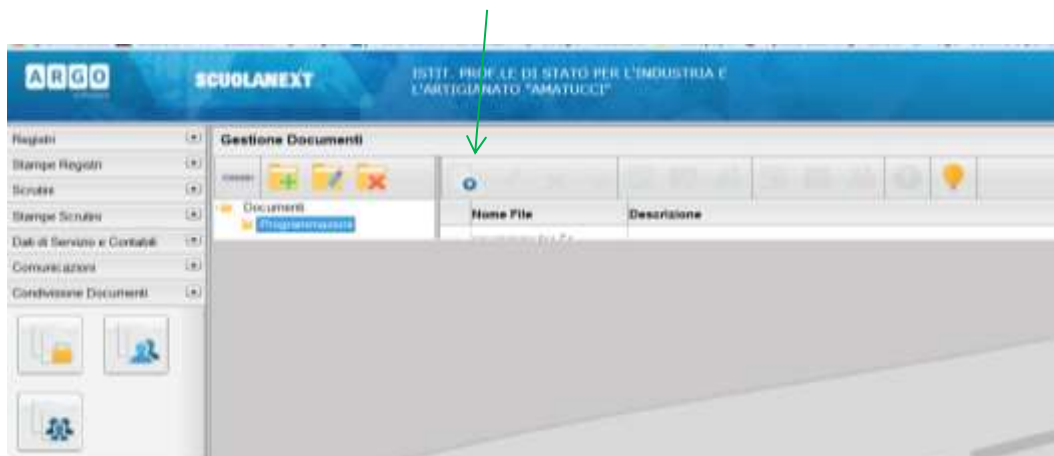 ARGO
SCUOLANEXT
ISTIT. PROF.LE DI STATO PER L'INDUSTRIA E
L'ARTIGIANATO "AMATUCCI"
Registri
Stampe Registri
Scrutini
Stampe Scrutini
Dati di Servizio e Contabili
Comunicazioni
Condivisione Documenti
Gestione Documenti
Documenti
Programmazioni
Nome File
Descrizione